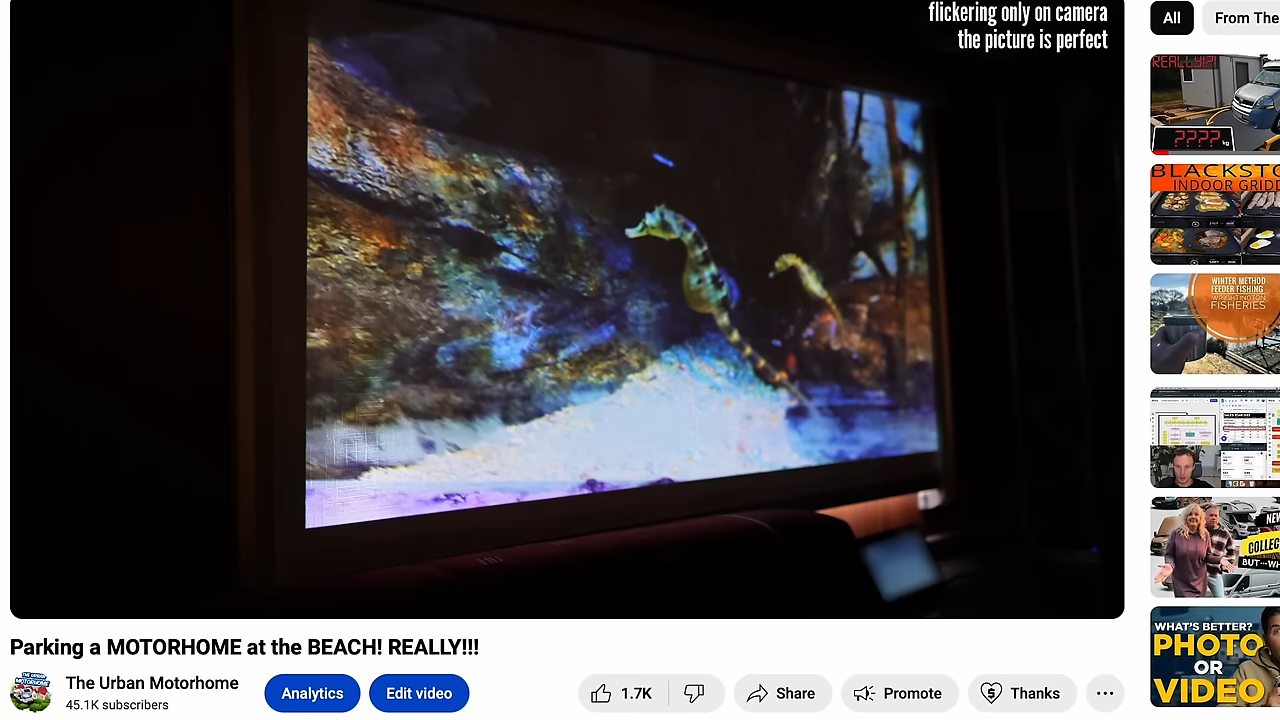 flickering only on camera
the picture is perfect
All
From The
REALLY!?!
????
kg
BLACKSTO
INDOOR GRIDD
WINTER METHOD
FEEDER FISHING
WRIGHTINGTON
FISHERIES
NEW
COLLEC
BUT
WHAT'S BETTER?
PHOTO
OR
VIDEO
Parking a MOTORHOME at the BEACH! REALLY!!!
The Urban Motorhome
45.1K subscribers
Analytics
Edit video
1.7K
Share
Promote
Thanks